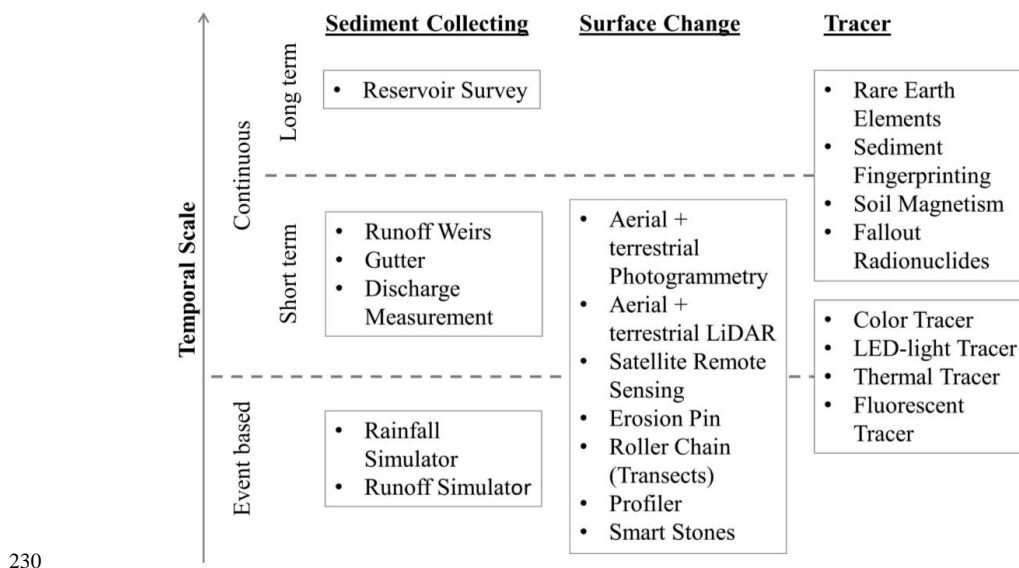 Sediment Collecting
Surface Change
Tracer
Temporal Scale
Continuous
Long term
Short term
Event based
• Reservoir Survey
• Runoff Weirs
• Gutter
• Discharge
Measurement
• Rainfall
Simulator
• Runoff Simulator
• Aerial +
terrestrial
Photogrammetry
• Aerial +
terrestrial LiDAR
• Satellite Remote
Sensing
• Erosion Pin
• Roller Chain
(Transects)
• Profiler
• Smart Stones
• Rare Earth
Elements
• Sediment
Fingerprinting
• Soil Magnetism
• Fallout
Radionuclides
• Color Tracer
• LED-light Tracer
• Thermal Tracer
• Fluorescent
Tracer
230